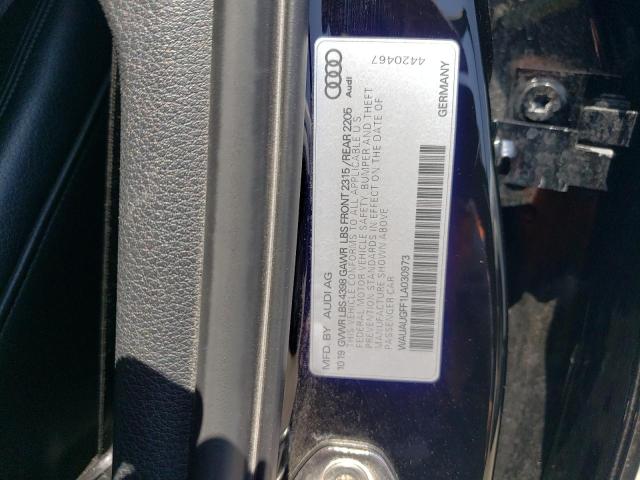 MFD. BY AUDI AG
10 19 GVWR LBS 4398 GAWR LBS FRONT 2315 / REAR 2205
THIS VEHICLE CONFORMS TO ALL APPLICABLE U.S.
FEDERAL MOTOR VEHICLE SAFETY, BUMPER AND THEFT
PREVENTION STANDARDS IN EFFECT ON THE DATE OF
MANUFACTURE SHOWN ABOVE
PASSENGER CAR
WAUAUGFF1LA030973
Audi
GERMANY
4420467